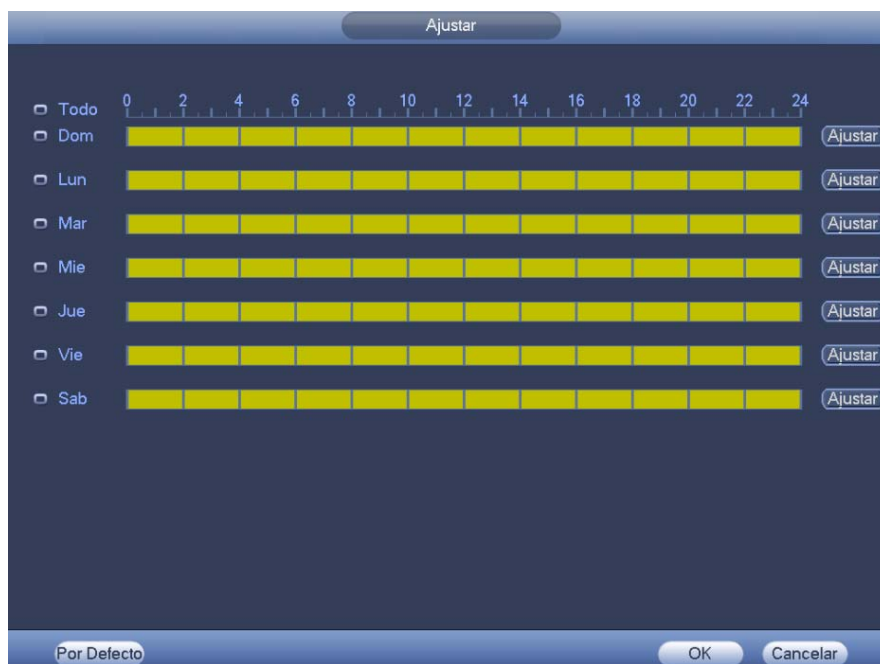 Ajustar
Todo 0 2 4 6 8 10 12 14 16 18 20 22 24
Dom Ajustar
Lun Ajustar
Mar Ajustar
Mie Ajustar
Jue Ajustar
Vie Ajustar
Sab Ajustar
Por Defecto OK Cancelar